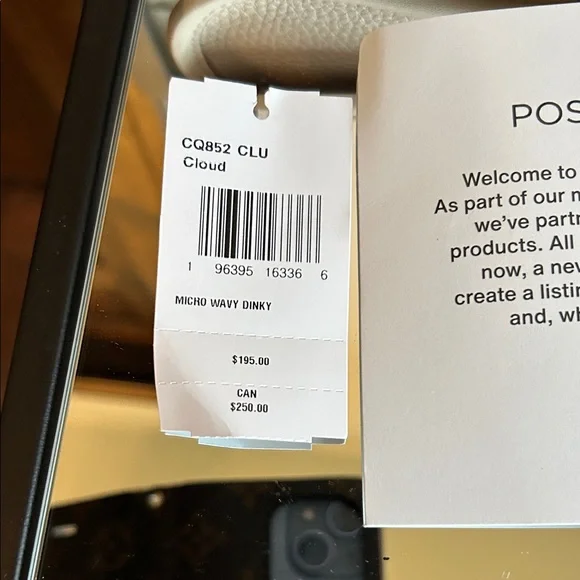 CQ852 CLU
Cloud
1 96395 16336 6
MICRO WAVY DINKY
$195.00
CAN
$250.00
POS
Welcome to
As part of our
we've partn
products. All
now, a new
create a listin
and, wh